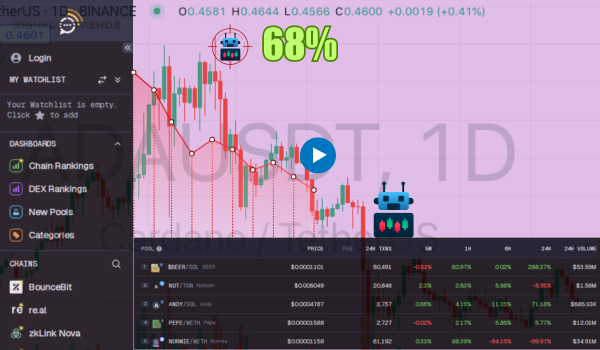 etherUS · 1D · BINANCE
O0.4581 H0.4644 L0.4566 C0.4600 +0.0019 (+0.41%)
0.4601
68%
Login
MY WATCHLIST
Your Watchlist is empty.
Click ★ to add
ADAUSDT, 1D
Cardano / TetherUS
DASHBOARDS
Chain Rankings
DEX Rankings
New Pools
Categories
CHAINS
BounceBit
re.al
zkLink Nova
POOL PRICE FEE 24H TXNS 5M 1H 6H 24H 24H VOLUME
1 $BEER/SOL BEER $0.0001101 50,491 -0.93% 60.97% 0.02% 288.37% $53.59M
2 NOT/TON $0.005049 20,846 2.3% 2.63% 5.88% -5.95% $1.56M
3 ANDY/SOL Andy $0.0004787 3,757 0.66% 4.15% 11.35% 71.18% $685.93K
4 PEPE/WETH Pepe $0.00001588 2,727 -0.02% 2.17% 5.85% 5.77% $12.01M
5 NORMIE/WETH $0.0001158 61,192 0.33% 88.39% -94.15% -99.97% $34.91M